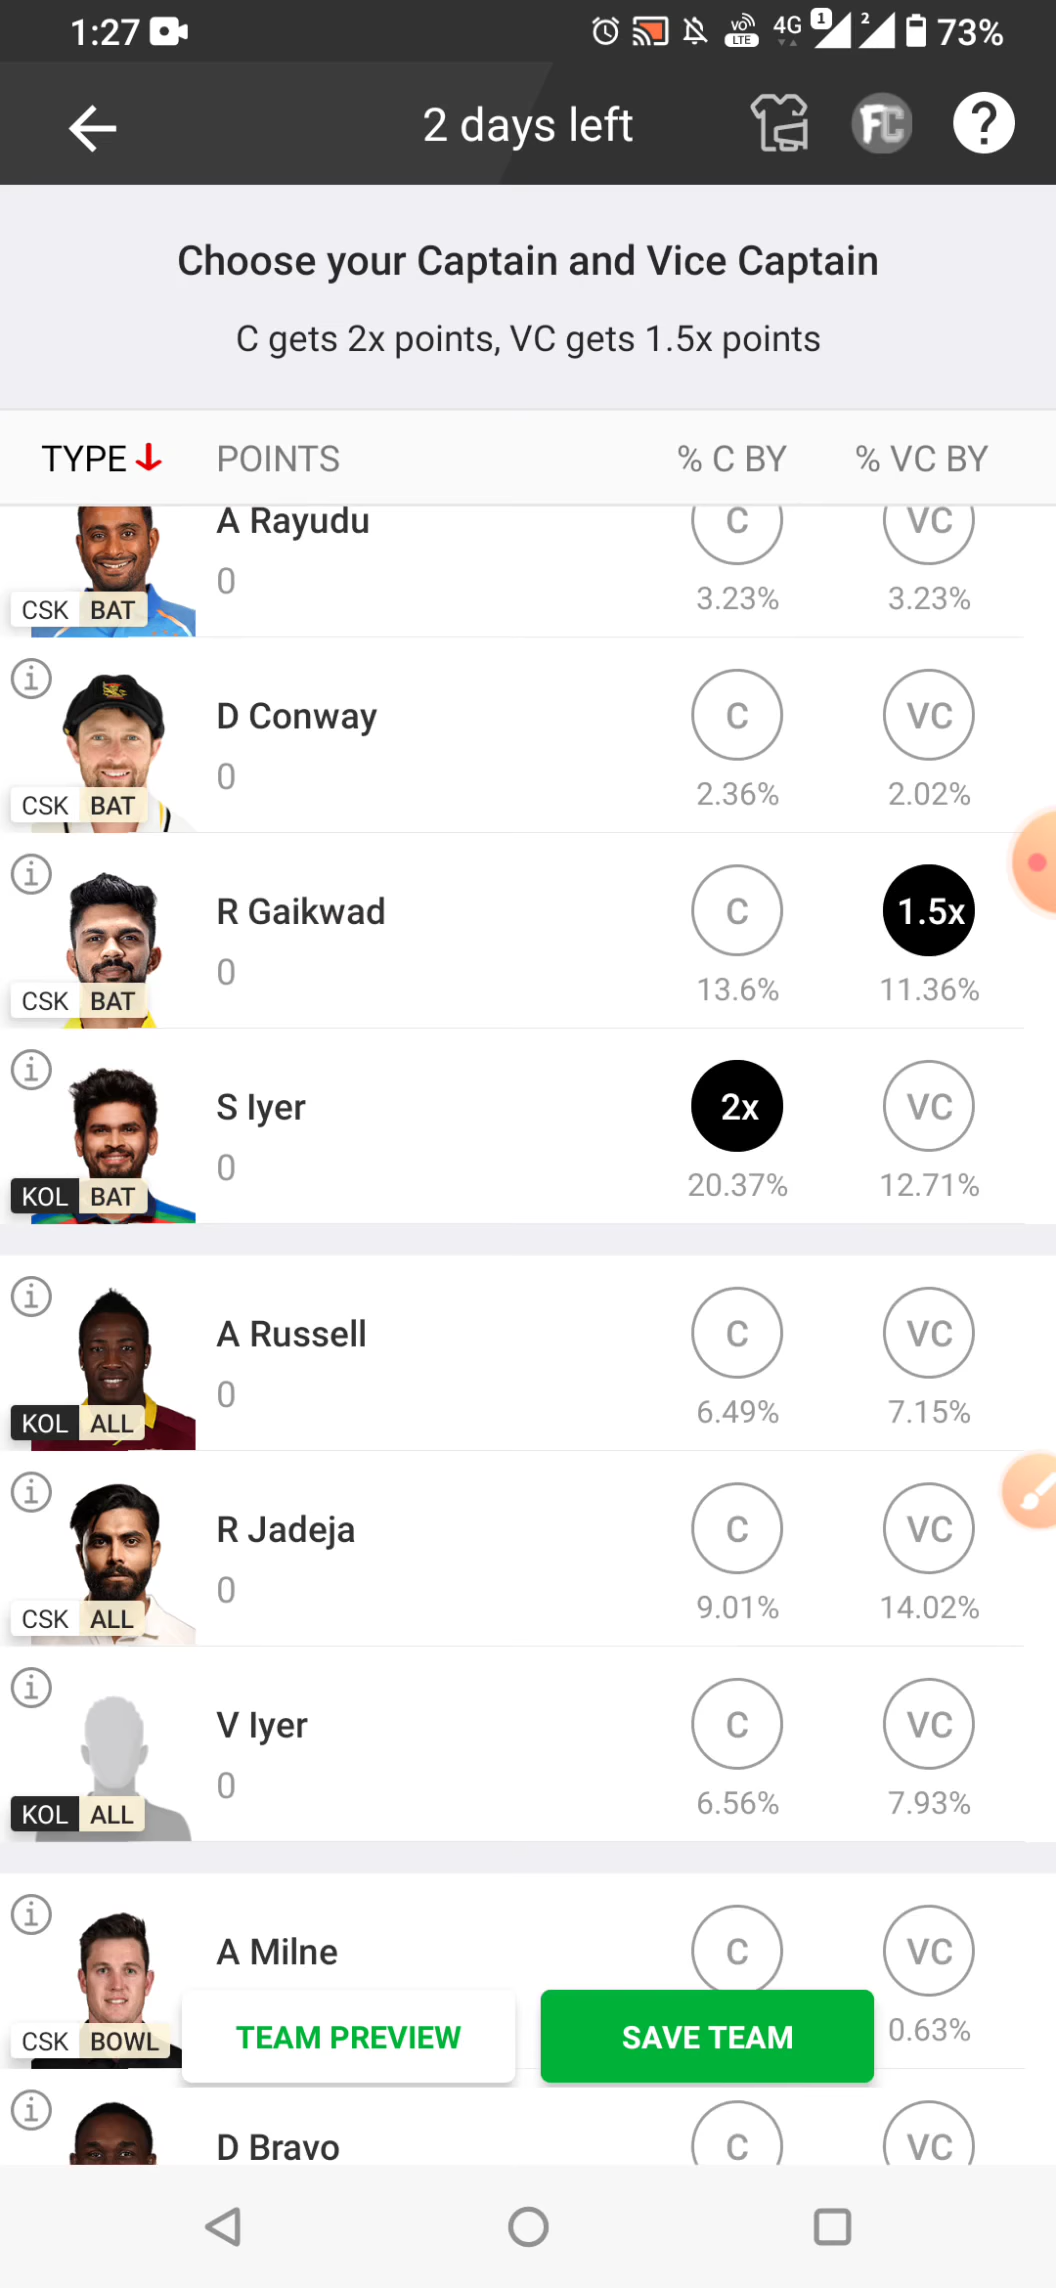 1:27 VO LTE 4G 1 2 73%
2 days left FC ?
Choose your Captain and Vice Captain
C gets 2x points, VC gets 1.5x points
TYPE POINTS % C BY % VC BY
A Rayudu C VC
0
CSK BAT 3.23% 3.23%
i
D Conway C VC
0
CSK BAT 2.36% 2.02%
i
R Gaikwad C 1.5x
0
CSK BAT 13.6% 11.36%
i
S Iyer 2x VC
0
KOL BAT 20.37% 12.71%
i
A Russell C VC
0
KOL ALL 6.49% 7.15%
i
R Jadeja C VC
0
CSK ALL 9.01% 14.02%
i
V Iyer C VC
0
KOL ALL 6.56% 7.93%
i
A Milne C VC
CSK BOWL TEAM PREVIEW SAVE TEAM 0.63%
i
D Bravo C VC